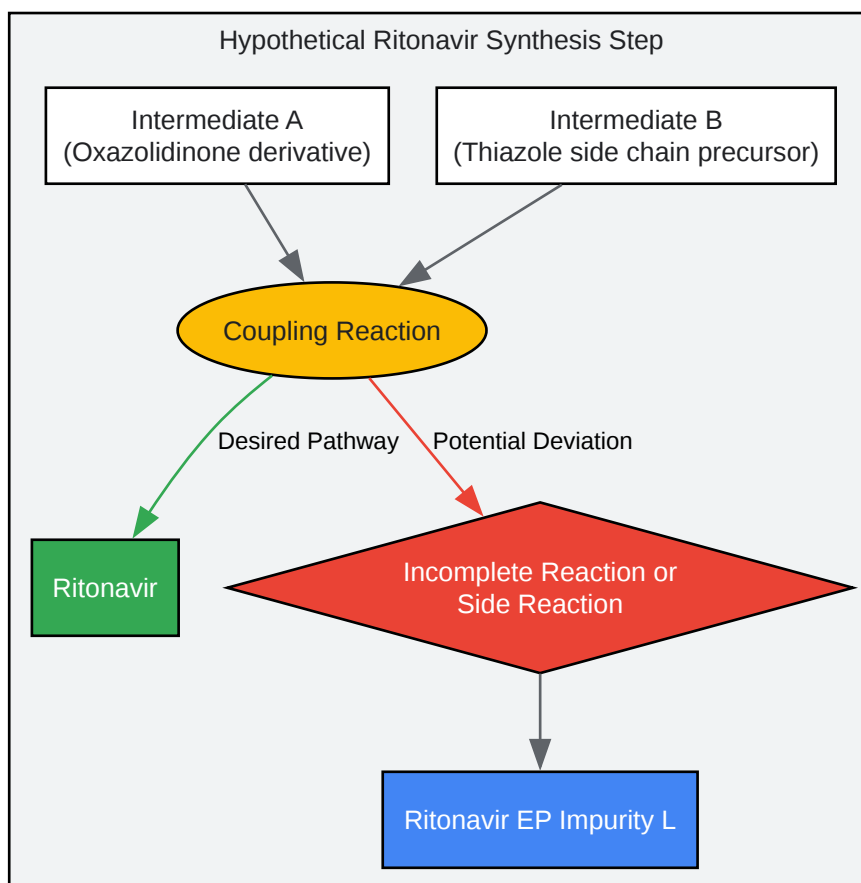 Hypothetical Ritonavir Synthesis Step
Intermediate A
(Oxazolidinone derivative)
Intermediate B
(Thiazole side chain precursor)
Coupling Reaction
Desired Pathway
Potential Deviation
Ritonavir
Incomplete Reaction or
Side Reaction
Ritonavir EP Impurity L